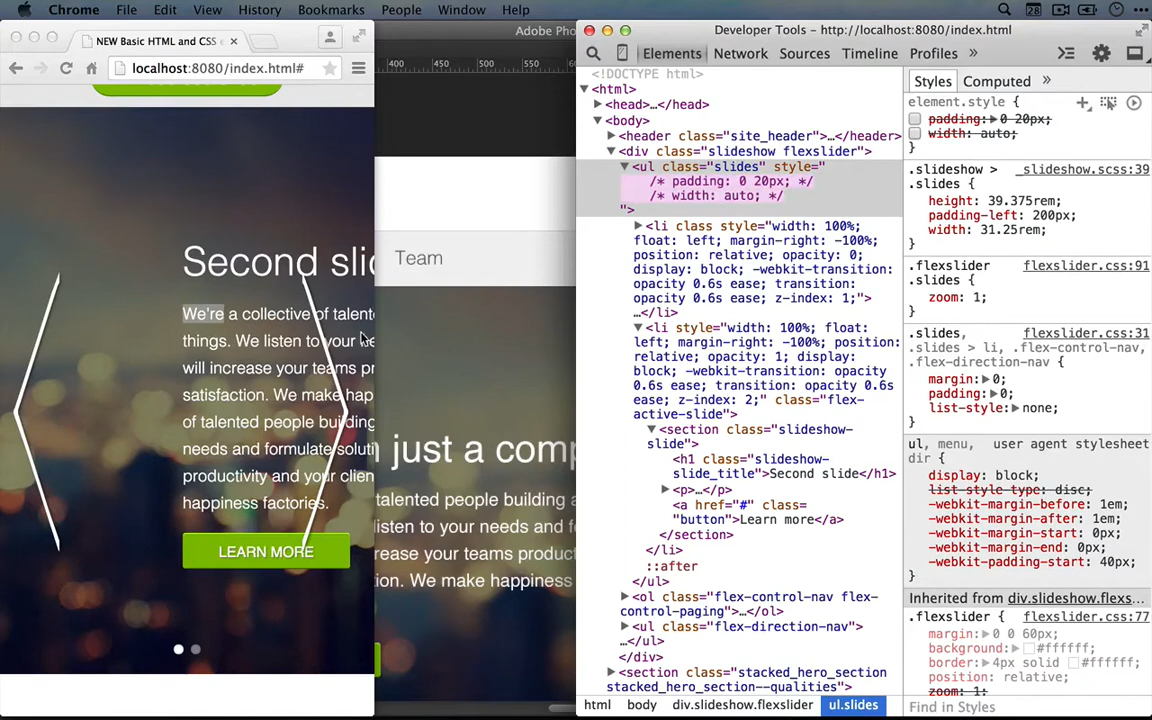 Chrome File Edit View History Bookmarks People Window Help
28
NEW Basic HTML and CSS
localhost:8080/index.html#
Second slid
We're a collective of talente
things. We listen to your ne
will increase your teams pr
satisfaction. We make hap
of talented people building
needs and formulate soluti
productivity and your clien
happiness factories.
LEARN MORE
Adobe Pho
400 500
Team
n just a comp
talented people building a
listen to your needs and f
crease your teams product
tion. We make happiness
Developer Tools - http://localhost:8080/index.html
Elements Network Sources Timeline Profiles »
<!DOCTYPE html>
<html>
<head>…</head>
<body>
<header class="site_header">…</header>
<div class="slideshow flexslider">
<ul class="slides" style="
/* padding: 0 20px; */
/* width: auto; */
">
<li class style="width: 100%;
float: left; margin-right: -100%;
position: relative; opacity: 0;
display: block; -webkit-transition:
opacity 0.6s ease; transition:
opacity 0.6s ease; z-index: 1;">
…</li>
<li style="width: 100%; float:
left; margin-right: -100%; position:
relative; opacity: 1; display:
block; -webkit-transition: opacity
0.6s ease; transition: opacity 0.6s
ease; z-index: 2;" class="flex-
active-slide">
<section class="slideshow-
slide">
<h1 class="slideshow-
slide_title">Second slide</h1>
<p>…</p>
<a href="#" class=
"button">Learn more</a>
</section>
</li>
::after
</ul>
<ol class="flex-control-nav flex-
control-paging">…</ol>
<ul class="flex-direction-nav">
…</ul>
</div>
<section class="stacked_hero_section
stacked_hero_section--qualities">
html body div.slideshow.flexslider ul.slides
Styles Computed »
element.style {
padding: 0 20px;
width: auto;
}
.slideshow > _slideshow.scss:39
.slides {
height: 39.375rem;
padding-left: 200px;
width: 31.25rem;
}
.flexslider flexslider.css:91
.slides {
zoom: 1;
}
.slides, flexslider.css:31
.slides > li, .flex-control-nav,
.flex-direction-nav {
margin: 0;
padding: 0;
list-style: none;
}
ul, menu, user agent stylesheet
dir {
display: block;
list-style-type: disc;
-webkit-margin-before: 1em;
-webkit-margin-after: 1em;
-webkit-margin-start: 0px;
-webkit-margin-end: 0px;
-webkit-padding-start: 40px;
}
Inherited from div.slideshow.flexs…
.flexslider { flexslider.css:77
margin: 0 0 60px;
background: #ffffff;
border: 4px solid #ffffff;
position: relative;
zoom: 1;
Find in Styles